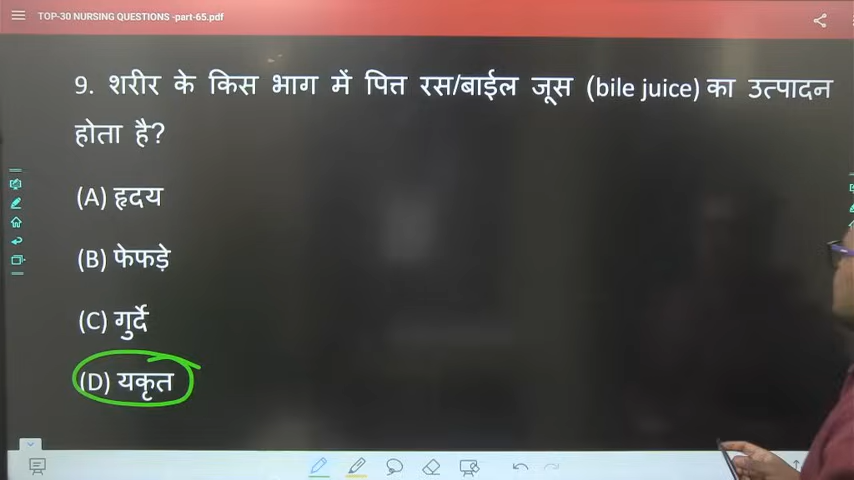 TOP-30 NURSING QUESTIONS -part-65.pdf
9. शरीर के किस भाग में पित्त रस/बाईल जूस (bile juice) का उत्पादन
होता है?
(A) हृदय
(B) फेफड़े
(C) गुर्दे
(D) यकृत